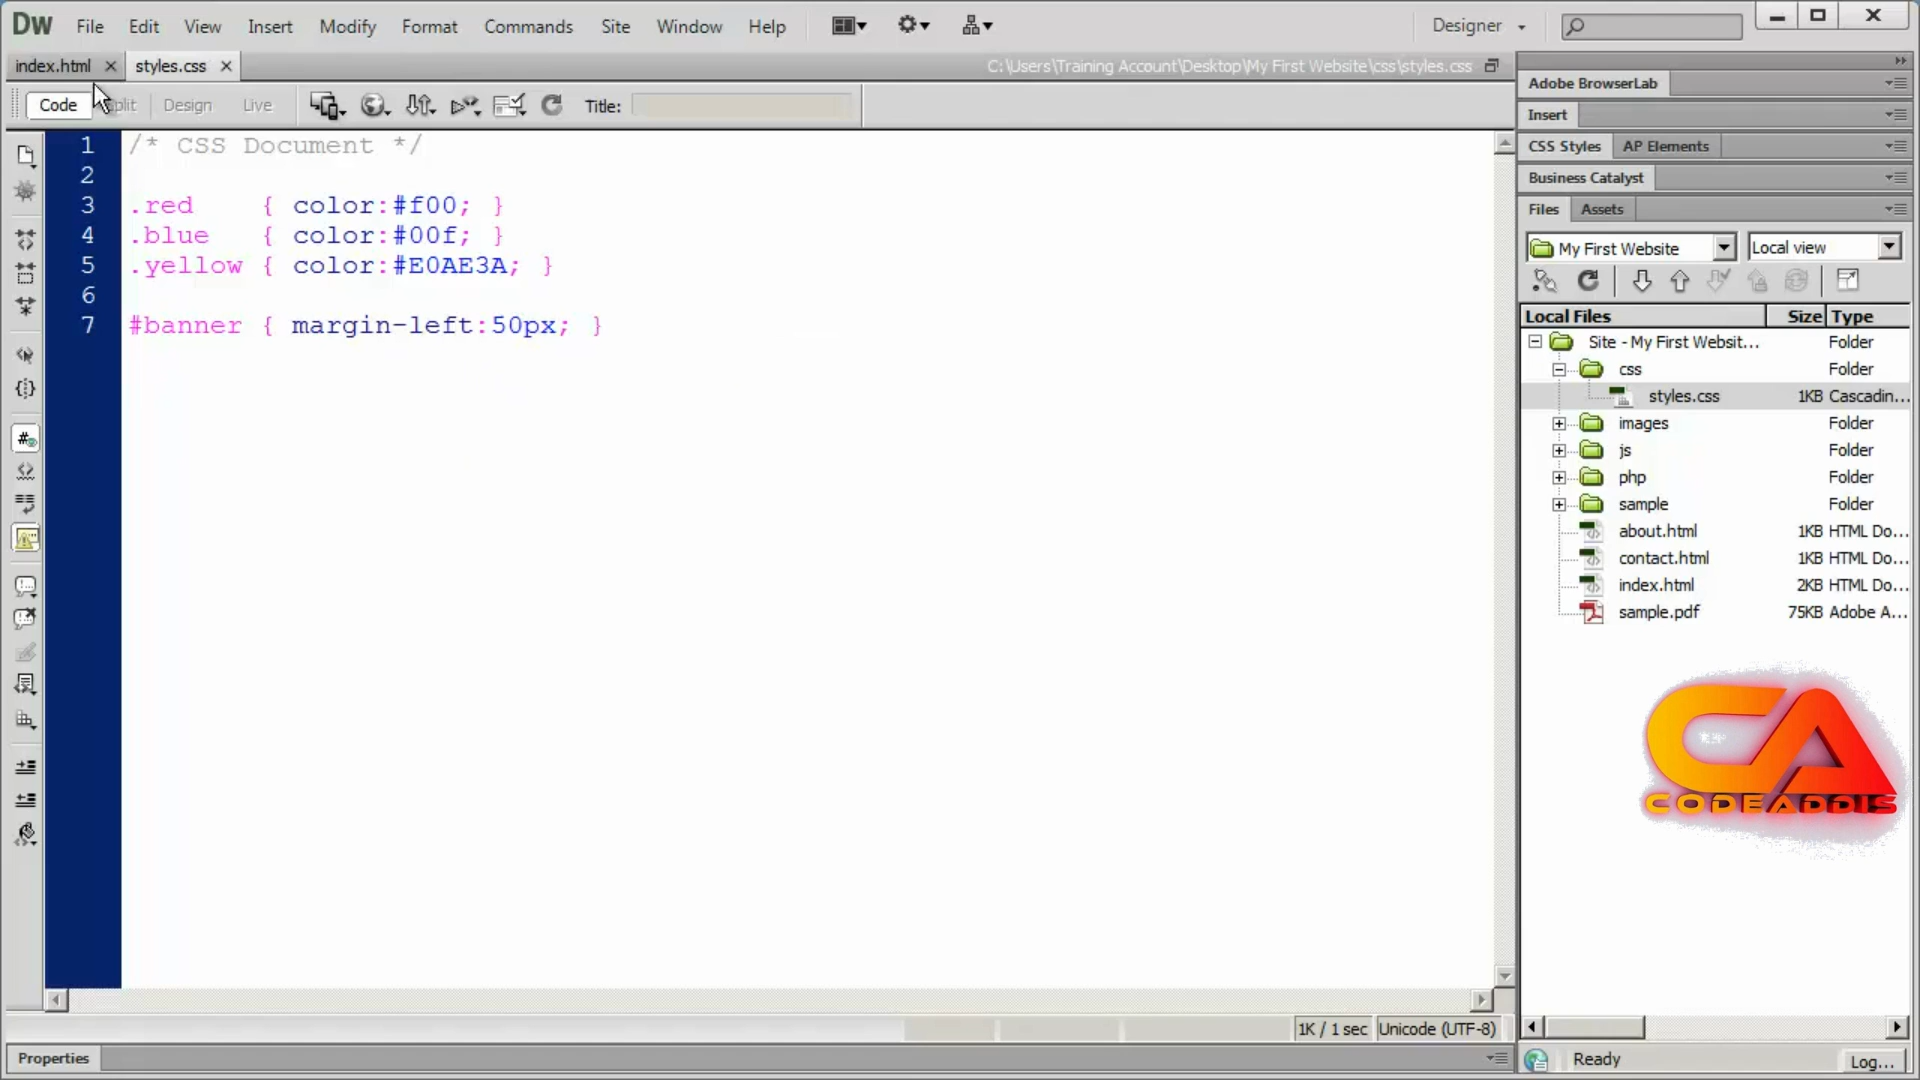 DW File Edit View Insert Modify Format Commands Site Window Help Designer
index.html styles.css C:\Users\Training Account\Desktop\My First Website\css\styles.css
Code Design Live Title:
1 /* CSS Document */
2
3 .red { color:#f00; }
4 .blue { color:#00f; }
5 .yellow { color:#E0AE3A; }
6
7 #banner { margin-left:50px; }
1K / 1 sec Unicode (UTF-8)
Properties
Adobe BrowserLab
Insert
CSS Styles AP Elements
Business Catalyst
Files Assets
My First Website Local view
Local Files Size Type
Site - My First Websit... Folder
css Folder
styles.css 1KB Cascadin...
images Folder
js Folder
php Folder
sample Folder
about.html 1KB HTML Do...
contact.html 1KB HTML Do...
index.html 2KB HTML Do...
sample.pdf 75KB Adobe A...
CA
CODEADDIS
Ready Log...